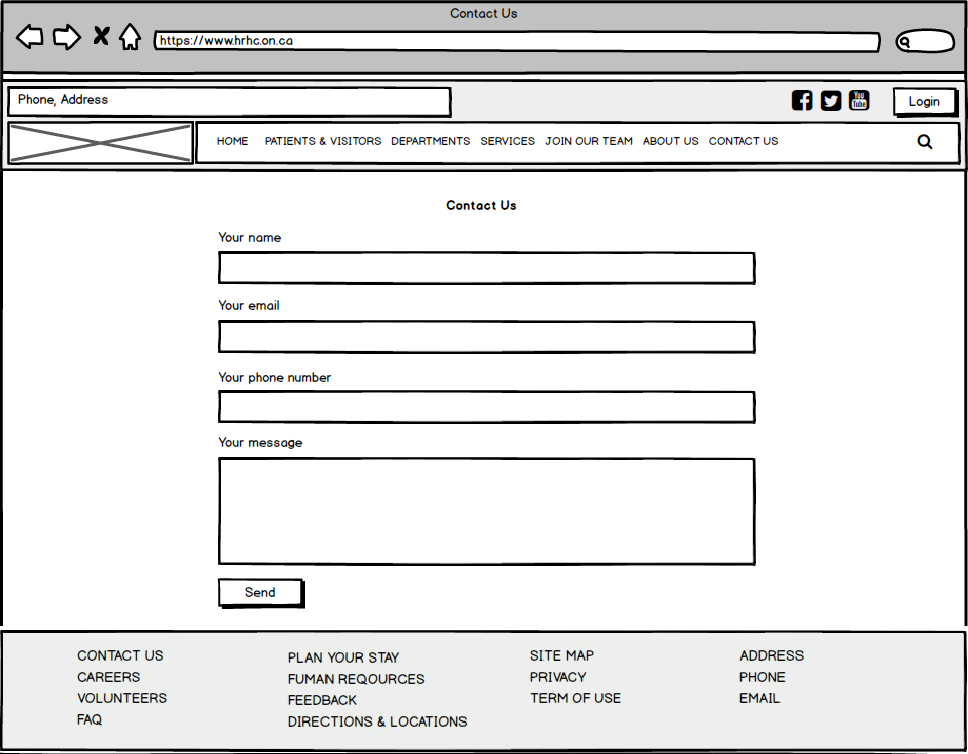 Contact Us
https://www.hrhc.on.ca
Phone, Address
You Tube
Login
HOME PATIENTS & VISITORS DEPARTMENTS SERVICES JOIN OUR TEAM ABOUT US CONTACT US
Contact Us
Your name
Your email
Your phone number
Your message
Send
CONTACT US
CAREERS
VOLUNTEERS
FAQ
PLAN YOUR STAY
FUMAN REQOURCES
FEEDBACK
DIRECTIONS & LOCATIONS
SITE MAP
PRIVACY
TERM OF USE
ADDRESS
PHONE
EMAIL